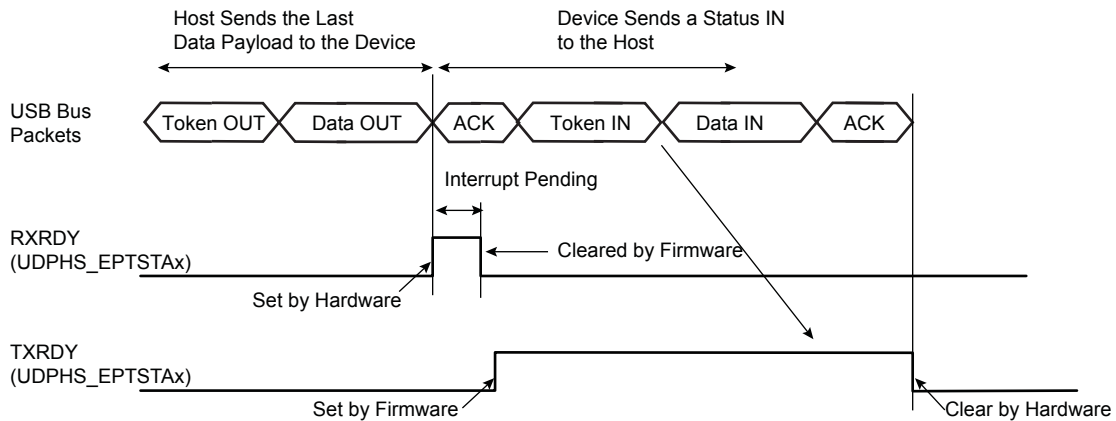 Host Sends the Last
Data Payload to the Device
Device Sends a Status IN
to the Host
USB Bus
Packets
Token OUT
Data OUT
ACK
Token IN
Data IN
ACK
Interrupt Pending
RXRDY
(UDPHS_EPTSTAx)
Cleared by Firmware
Set by Hardware
TXRDY
(UDPHS_EPTSTAx)
Set by Firmware
Clear by Hardware